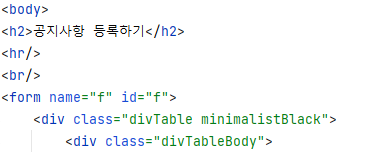 <body>
<h2>공지사항 등록하기</h2>
<hr/>
<br/>
<form name="f" id="f">
<div class="divTable minimalistBlack">
<div class="divTableBody">